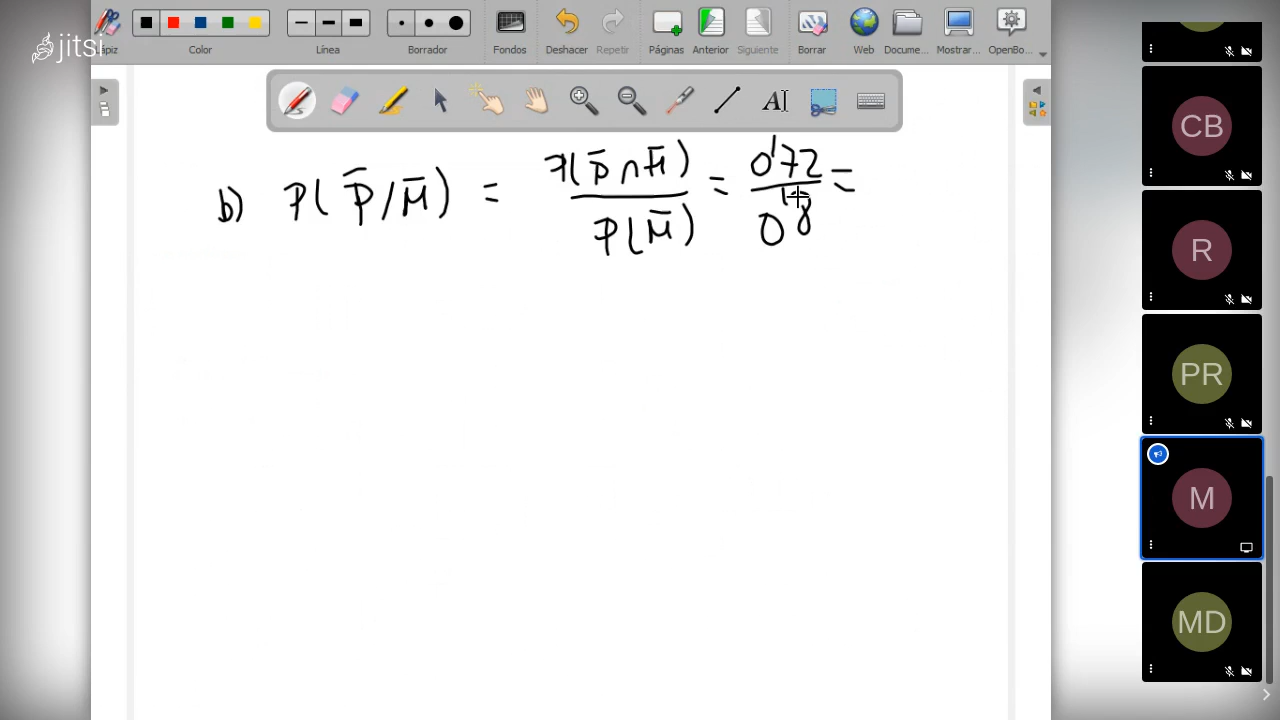 jitsi
Lápiz Color Línea Borrador Fondos Deshacer Repetir Páginas Anterior Siguiente Borrar Web Docume... Mostrar... OpenBo...
AI
b) P( P̅ / M̅ ) = P( P̅ ∩ M̅ ) / P( M̅ ) = 0'72 / 0'8 =
CB
R
PR
M
MD